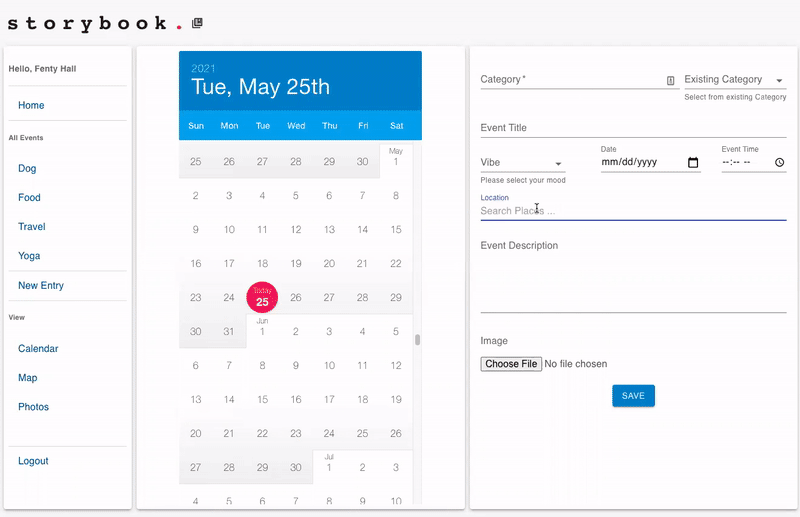 storybook.
Hello, Fenty Hall
Home
All Events
Dog
Food
Travel
Yoga
New Entry
View
Calendar
Map
Photos
Logout
2021
Tue, May 25th
Sun Mon Tue Wed Thu Fri Sat
May
25 26 27 28 29 30 1
2 3 4 5 6 7 8
9 10 11 12 13 14 15
16 17 18 19 20 21 22
Today
23 24 25 26 27 28 29
Jun
30 31 1 2 3 4 5
6 7 8 9 10 11 12
13 14 15 16 17 18 19
20 21 22 23 24 25 26
Jul
27 28 29 30 1 2 3
4 5 6 7 8 9 10
Category *
Existing Category
Select from existing Category
Event Title
Vibe
Please select your mood
Date
mm/dd/yyyy
Event Time
--:-- --
Location
Search Places ...
Event Description
Image
Choose File No file chosen
SAVE